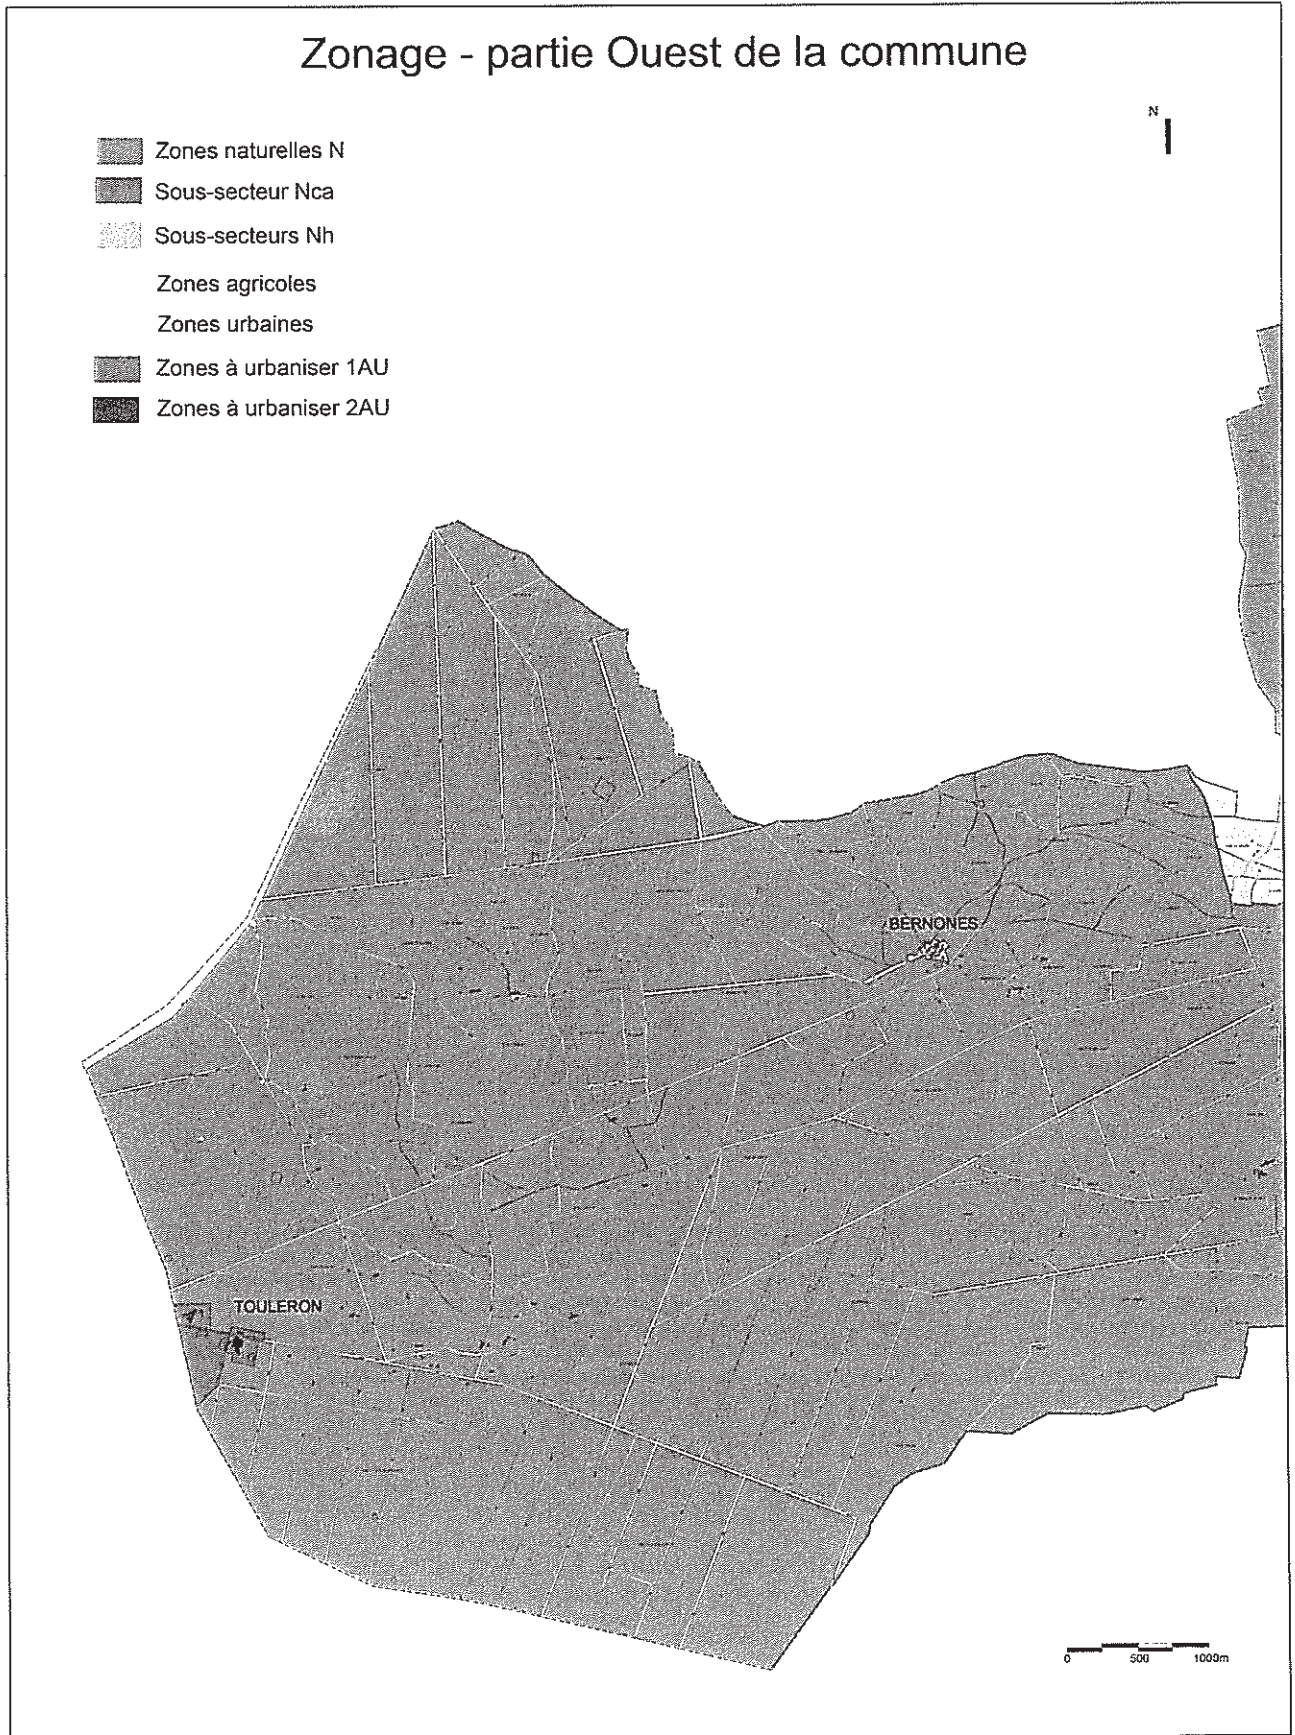 Zonage - partie Ouest de la commune
N
Zones naturelles N
Sous-secteur Nca
Sous-secteurs Nh
Zones agricoles
Zones urbaines
Zones à urbaniser 1AU
Zones à urbaniser 2AU
BERNONES
TOULERON
0 500 1000m